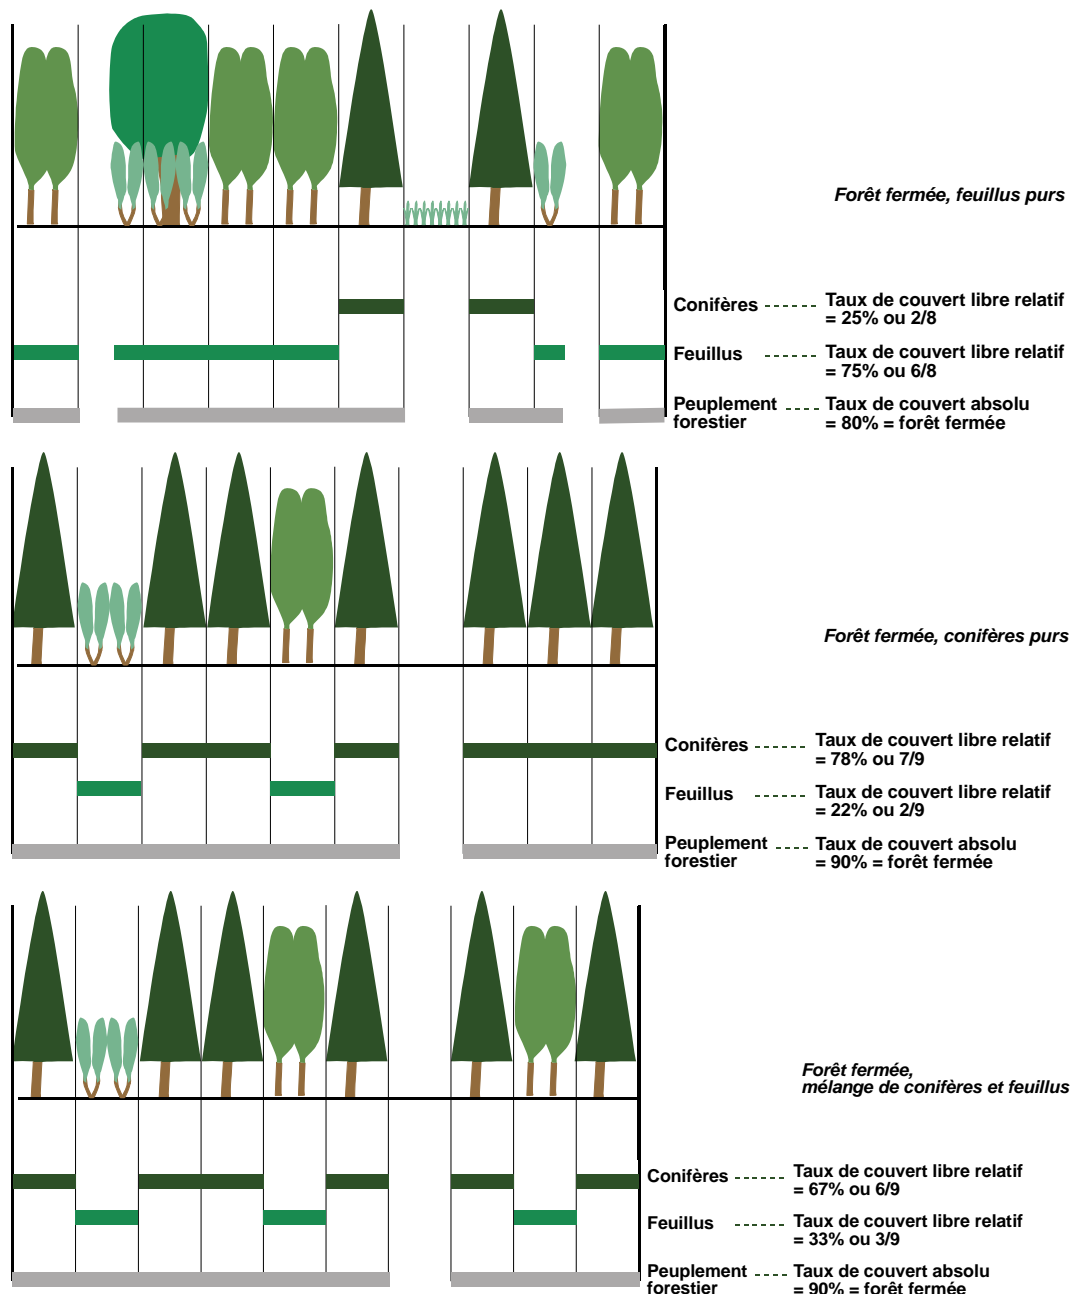 Forêt fermée, feuillus purs
Conifères
Taux de couvert libre relatif
= 25% ou 2/8
Feuillus
Taux de couvert libre relatif
= 75% ou 6/8
Peuplement
forestier
Taux de couvert absolu
= 80% = forêt fermée
Forêt fermée, conifères purs
Conifères
Taux de couvert libre relatif
= 78% ou 7/9
Feuillus
Taux de couvert libre relatif
= 22% ou 2/9
Peuplement
forestier
Taux de couvert absolu
= 90% = forêt fermée
Forêt fermée,
mélange de conifères et feuillus
Conifères
Taux de couvert libre relatif
= 67% ou 6/9
Feuillus
Taux de couvert libre relatif
= 33% ou 3/9
Peuplement
forestier
Taux de couvert absolu
= 90% = forêt fermée